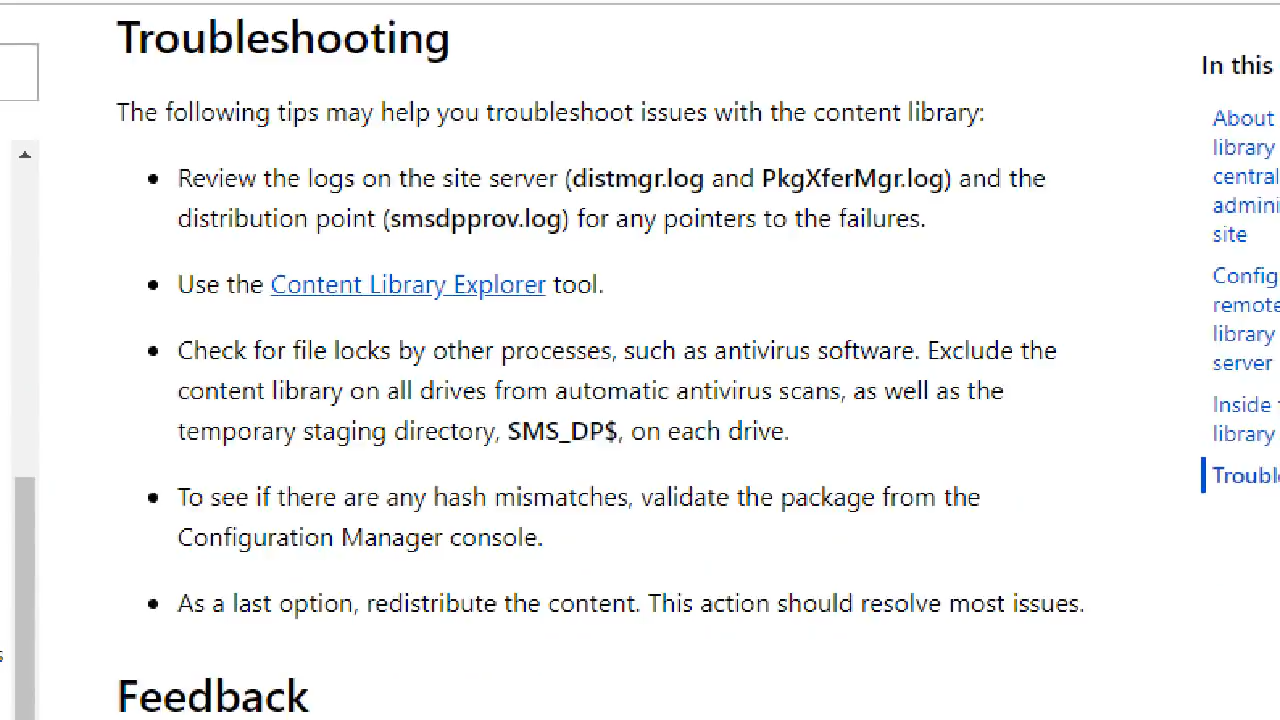 Troubleshooting
The following tips may help you troubleshoot issues with the content library:
• Review the logs on the site server (distmgr.log and PkgXferMgr.log) and the
distribution point (smsdpprov.log) for any pointers to the failures.
• Use the Content Library Explorer tool.
• Check for file locks by other processes, such as antivirus software. Exclude the
content library on all drives from automatic antivirus scans, as well as the
temporary staging directory, SMS_DP$, on each drive.
• To see if there are any hash mismatches, validate the package from the
Configuration Manager console.
• As a last option, redistribute the content. This action should resolve most issues.
Feedback
In this
About
library
central
admini
site
Config
remote
library
server
Inside
library
Trouble